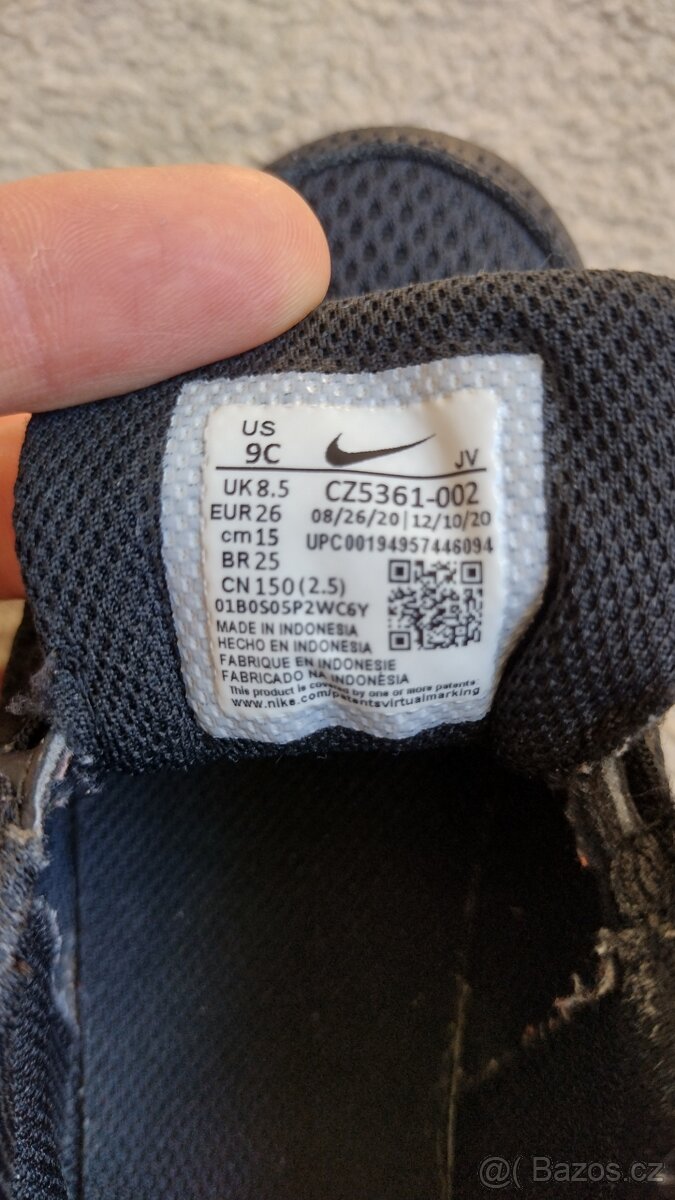 US
9C
JV
UK 8.5 CZ5361-002
EUR 26 08/26/20 | 12/10/20
cm 15 UPC00194957446094
BR 25
CN 150 (2.5)
01B0S05P2WC6Y
MADE IN INDONESIA
HECHO EN INDONESIA
FABRIQUE EN INDONESIE
FABRICADO NA INDONÉSIA
This product is covered by one or more patents
www.nike.com/patentsvirtualmarking
@( Bazos.cz